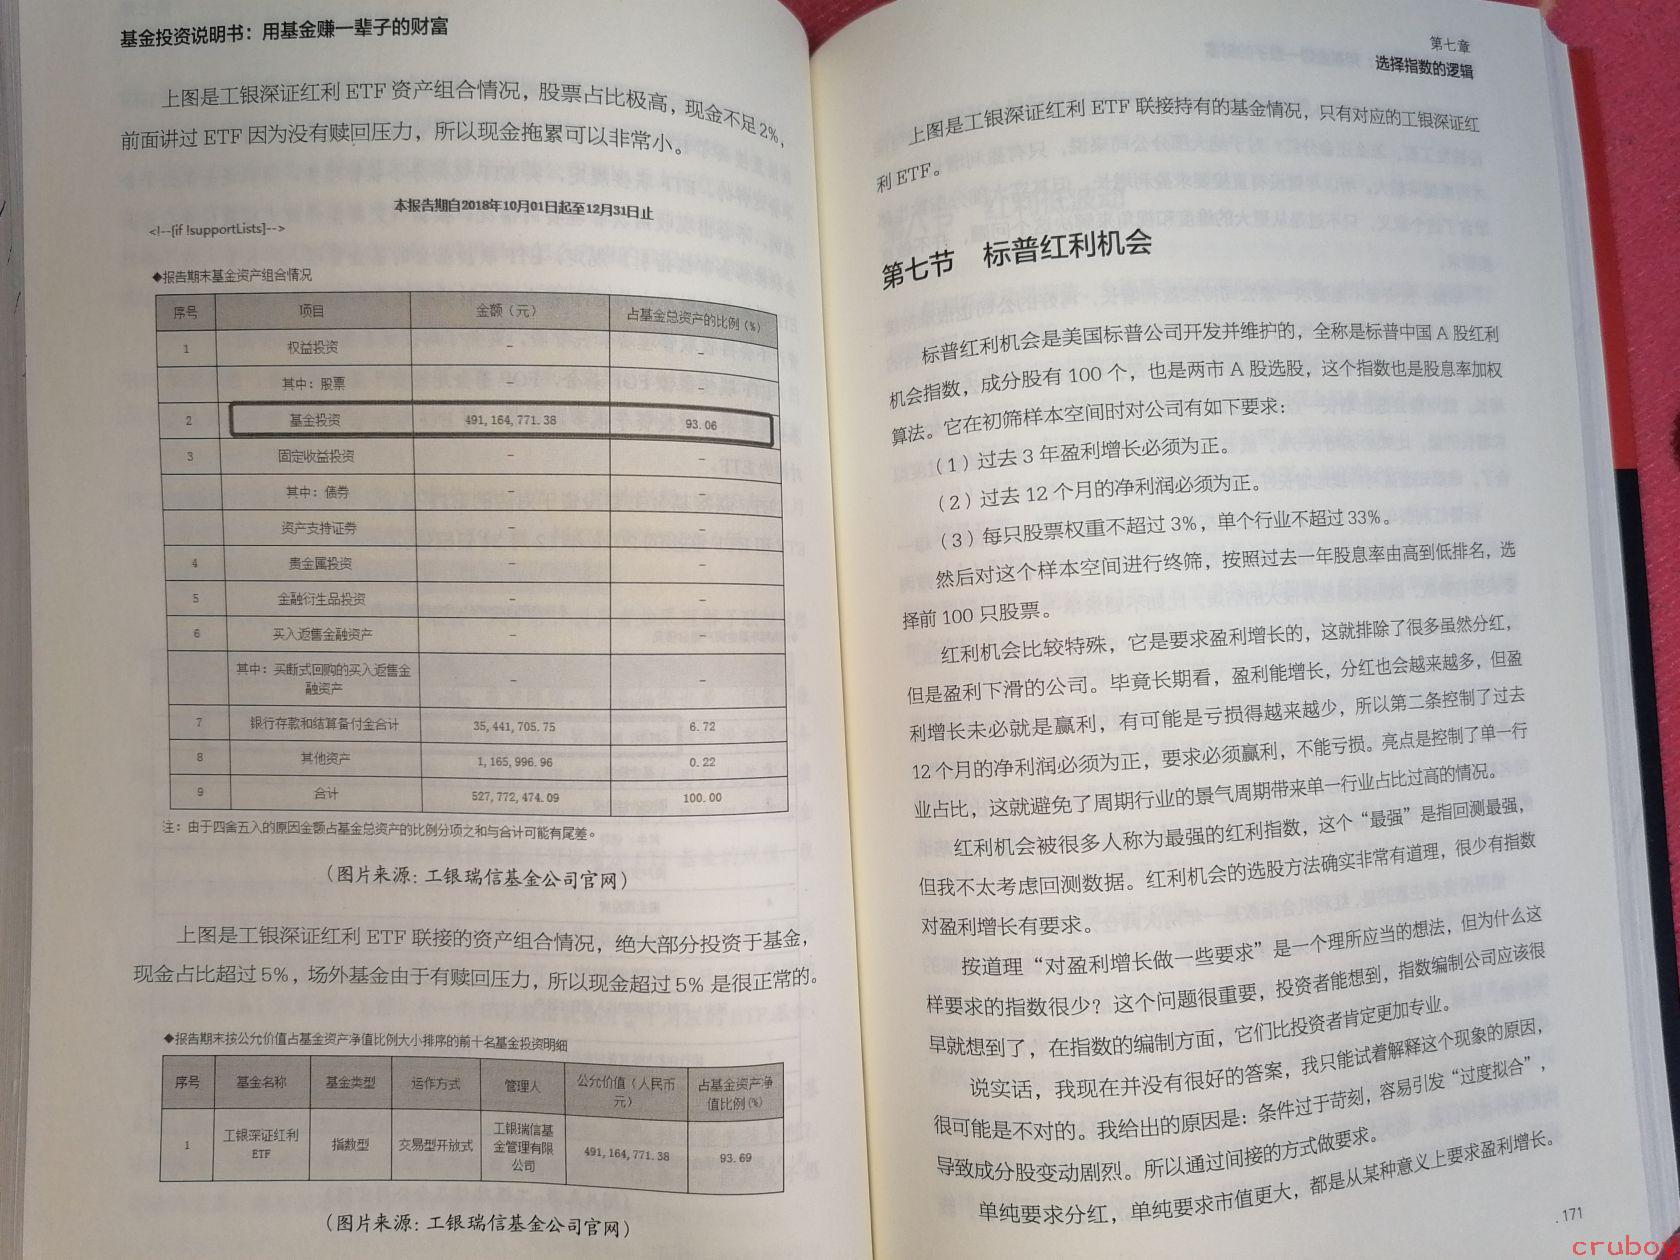 基金投资说明书：用基金赚一辈子的财富
上图是工银深证红利 ETF 资产组合情况，股票占比极高，现金不足 2%，
前面讲过 ETF 因为没有赎回压力，所以现金拖累可以非常小。
本报告期自2018年10月01日起至12月31日止
<!--[if !supportLists]-->
◆报告期末基金资产组合情况
序号 项目 金额（元） 占基金总资产的比例（%）
1 权益投资 － －
其中：股票 － －
2 基金投资 491,164,771.38 93.06
3 固定收益投资 － －
其中：债券 － －
资产支持证券 － －
4 贵金属投资 － －
5 金融衍生品投资 － －
6 买入返售金融资产 － －
其中：买断式回购的买入返售金
融资产 － －
7 银行存款和结算备付金合计 35,441,705.75 6.72
8 其他资产 1,165,996.96 0.22
9 合计 527,772,474.09 100.00
注：由于四舍五入的原因金额占基金总资产的比例分项之和与合计可能有尾差。
（图片来源：工银瑞信基金公司官网）
上图是工银深证红利 ETF 联接的资产组合情况，绝大部分投资于基金，
现金占比超过 5%，场外基金由于有赎回压力，所以现金超过 5% 是很正常的。
◆报告期末按公允价值占基金资产净值比例大小排序的前十名基金投资明细
序号 基金名称 基金类型 运作方式 管理人 公允价值（人民币
元） 占基金资产净
值比例(%)
1 工银深证红利
ETF 指数型 交易型开放式 工银瑞信基
金管理有限
公司 491,164,771.38 93.69
（图片来源：工银瑞信基金公司官网）
第七章
选择指数的逻辑
上图是工银深证红利 ETF 联接持有的基金情况，只有对应的工银深证红
利 ETF。
第七节 标普红利机会
标普红利机会是美国标普公司开发并维护的，全称是标普中国 A 股红利
机会指数，成分股有 100 个，也是两市 A 股选股，这个指数也是股息率加权
算法。它在初筛样本空间时对公司有如下要求：
（1）过去 3 年盈利增长必须为正。
（2）过去 12 个月的净利润必须为正。
（3）每只股票权重不超过 3%，单个行业不超过 33%。
然后对这个样本空间进行终筛，按照过去一年股息率由高到低排名，选
择前 100 只股票。
红利机会比较特殊，它是要求盈利增长的，这就排除了很多虽然分红，
但是盈利下滑的公司。毕竟长期看，盈利能增长，分红也会越来越多，但盈
利增长未必就是赢利，有可能是亏损得越来越少，所以第二条控制了过去
12 个月的净利润必须为正，要求必须赢利，不能亏损。亮点是控制了单一行
业占比，这就避免了周期行业的景气周期带来单一行业占比过高的情况。
红利机会被很多人称为最强的红利指数，这个“最强”是指回测最强，
但我不太考虑回测数据。红利机会的选股方法确实非常有道理，很少有指数
对盈利增长有要求。
按道理“对盈利增长做一些要求”是一个理所应当的想法，但为什么这
样要求的指数很少？这个问题很重要，投资者能想到，指数编制公司应该很
早就想到了，在指数的编制方面，它们比投资者肯定更加专业。
说实话，我现在并没有很好的答案，我只能试着解释这个现象的原因，
很可能是不对的。我给出的原因是：条件过于苛刻，容易引发“过度拟合”，
导致成分股变动剧烈。所以通过间接的方式做要求。
单纯要求分红，单纯要求市值更大，都是从某种意义上要求盈利增长。
171
cruboy